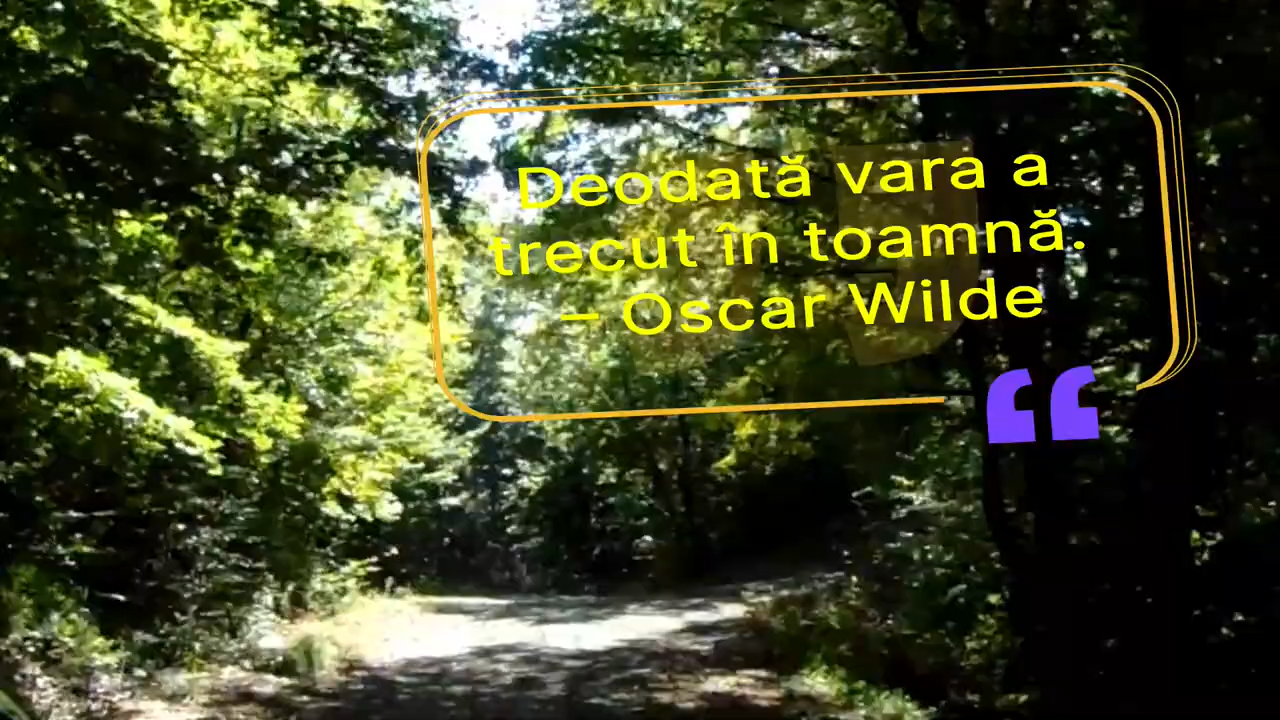 Deodată vara a
trecut în toamnă.
– Oscar Wilde